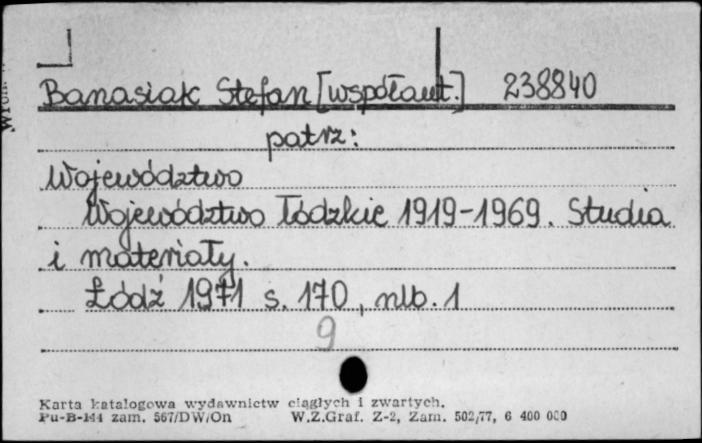 Banasiak Stefan [współaut.] 238840
patrz:
Województwo
Województwo Łódzkie 1919-1969. Studia
i materiały.
Łódź 1971 s. 170, nlb. 1
9
Karta katalogowa wydawnictw ciągłych i zwartych.
Pu-B-144 zam. 567/DW/On W.Z.Graf. Z-2, Zam. 502/77, 6 400 000